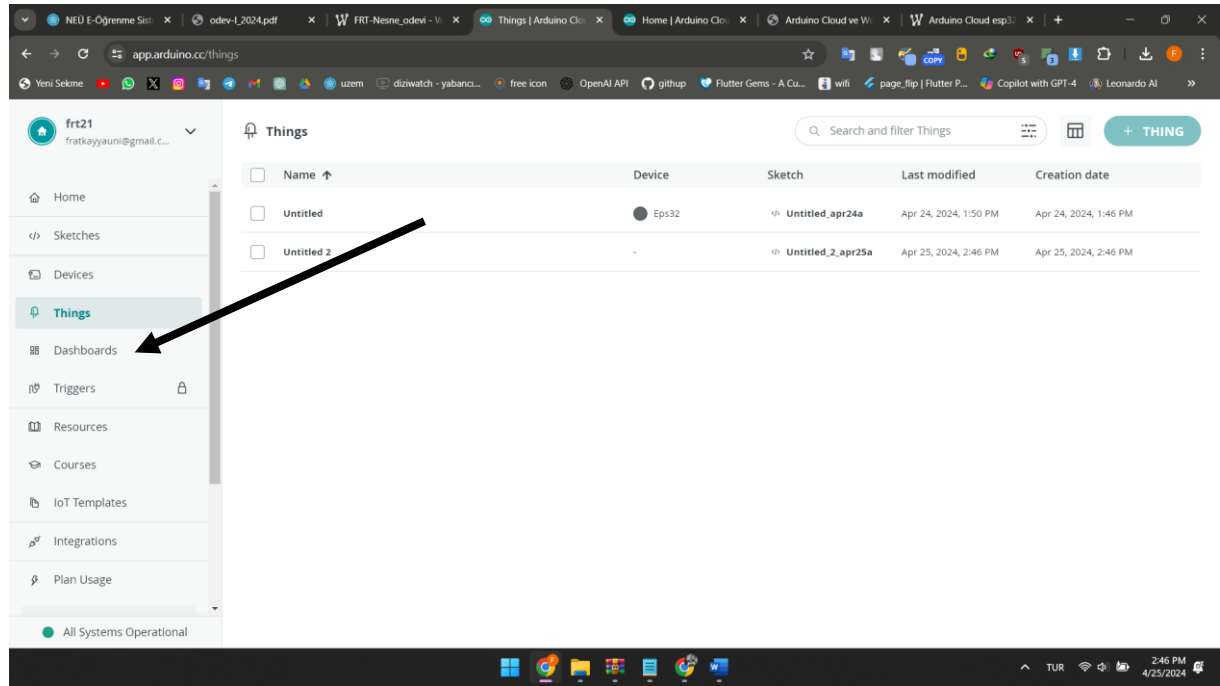 NEÜ E-Öğrenme Sist
odev-I_2024.pdf
FRT-Nesne_odevi - V
Things | Arduino Clo
Home | Arduino Clou
Arduino Cloud ve W
Arduino Cloud esp3
app.arduino.cc/things
COPY
5
9
F
Yeni Sekme
uzem
diziwatch - yabanc...
free icon
OpenAI API
githup
Flutter Gems - A Cu...
wifi
page_flip | Flutter P...
Copilot with GPT-4
Leonardo AI
frt21
fratkayyauni@gmail.c...
Things
Search and filter Things
+ THING
Name
Device
Sketch
Last modified
Creation date
Untitled
Eps32
Untitled_apr24a
Apr 24, 2024, 1:50 PM
Apr 24, 2024, 1:46 PM
Untitled 2
-
Untitled_2_apr25a
Apr 25, 2024, 2:46 PM
Apr 25, 2024, 2:46 PM
Home
Sketches
Devices
Things
Dashboards
Triggers
Resources
Courses
IoT Templates
Integrations
Plan Usage
All Systems Operational
TUR
2:46 PM
4/25/2024